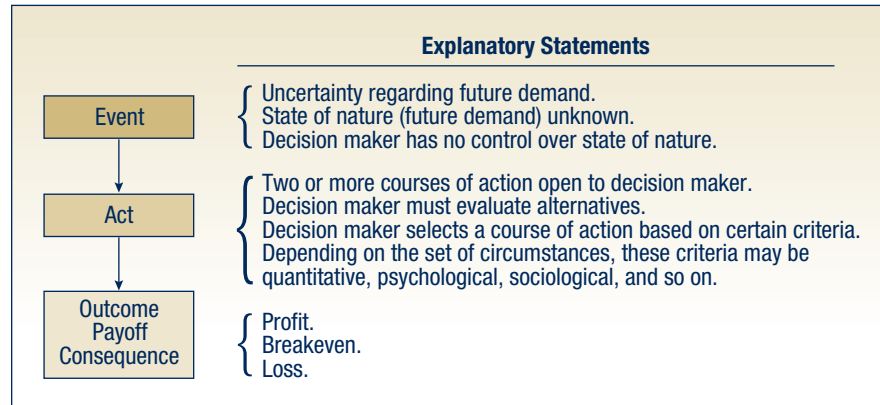 Explanatory Statements
Event
Uncertainty regarding future demand.
State of nature (future demand) unknown.
Decision maker has no control over state of nature.
Act
Two or more courses of action open to decision maker.
Decision maker must evaluate alternatives.
Decision maker selects a course of action based on certain criteria.
Depending on the set of circumstances, these criteria may be
quantitative, psychological, sociological, and so on.
Outcome
Payoff
Consequence
Profit.
Breakeven.
Loss.